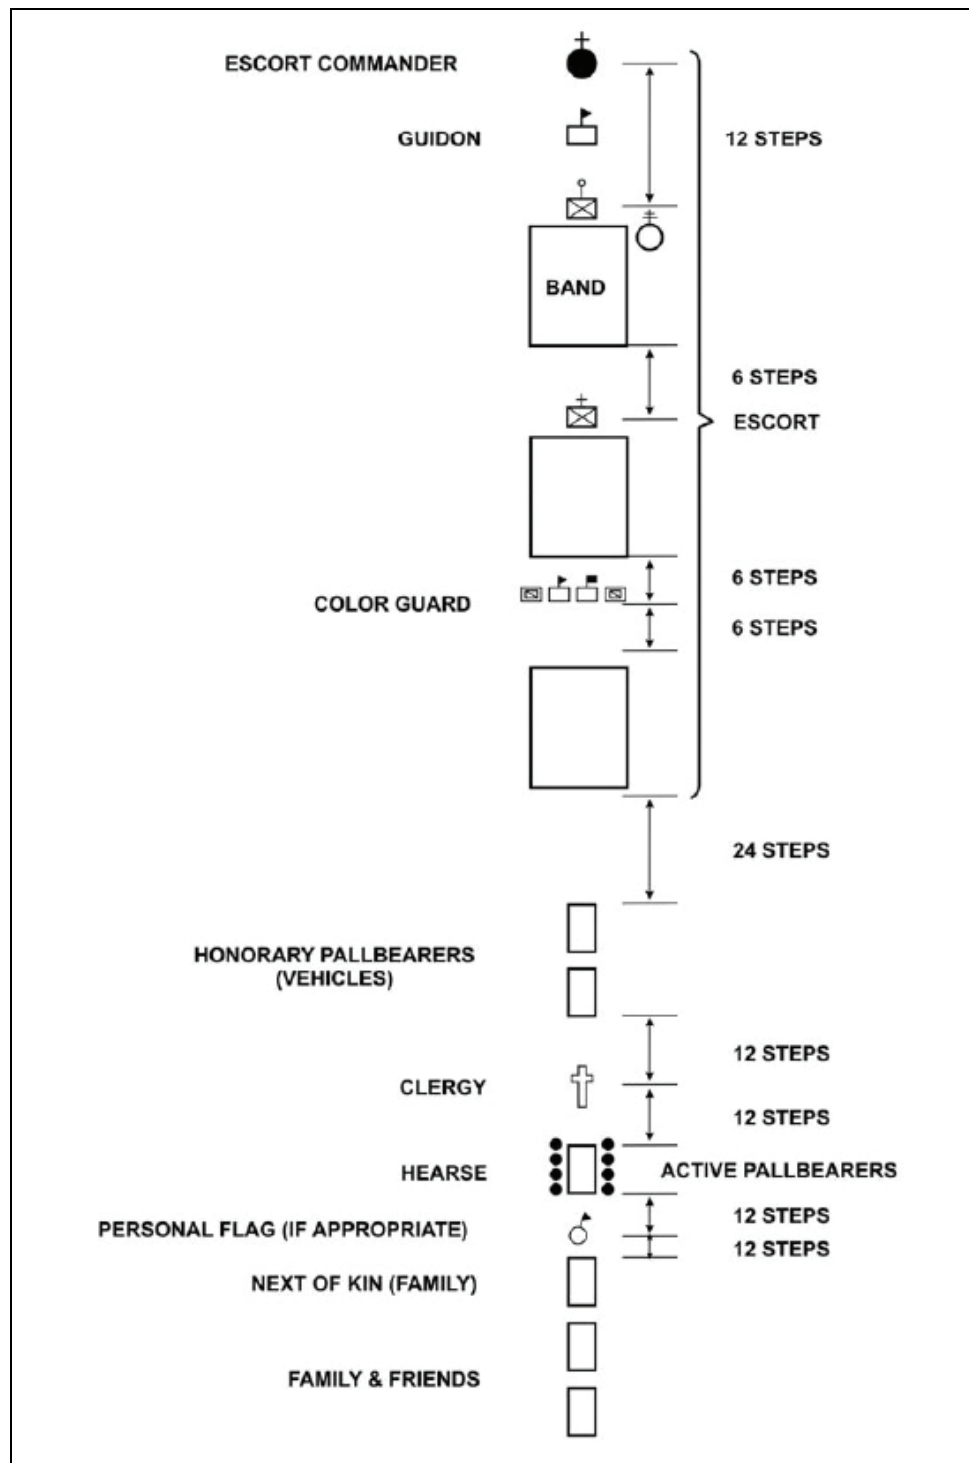 ESCORT COMMANDER
GUIDON
12 STEPS
BAND
6 STEPS
ESCORT
6 STEPS
COLOR GUARD
6 STEPS
24 STEPS
HONORARY PALLBEARERS
(VEHICLES)
12 STEPS
CLERGY
12 STEPS
HEARSE
ACTIVE PALLBEARERS
12 STEPS
PERSONAL FLAG (IF APPROPRIATE)
12 STEPS
NEXT OF KIN (FAMILY)
FAMILY & FRIENDS